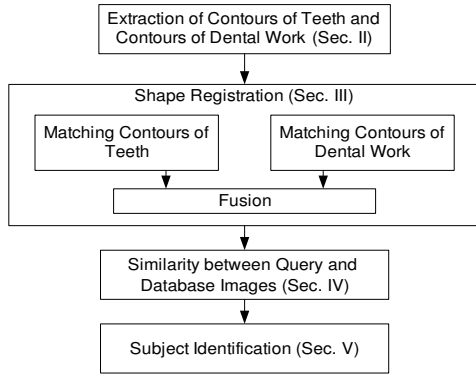 Extraction of Contours of Teeth and
Contours of Dental Work (Sec. II)
Shape Registration (Sec. III)
Matching Contours of
Teeth
Matching Contours of
Dental Work
Fusion
Similarity between Query and
Database Images (Sec. IV)
Subject Identification (Sec. V)